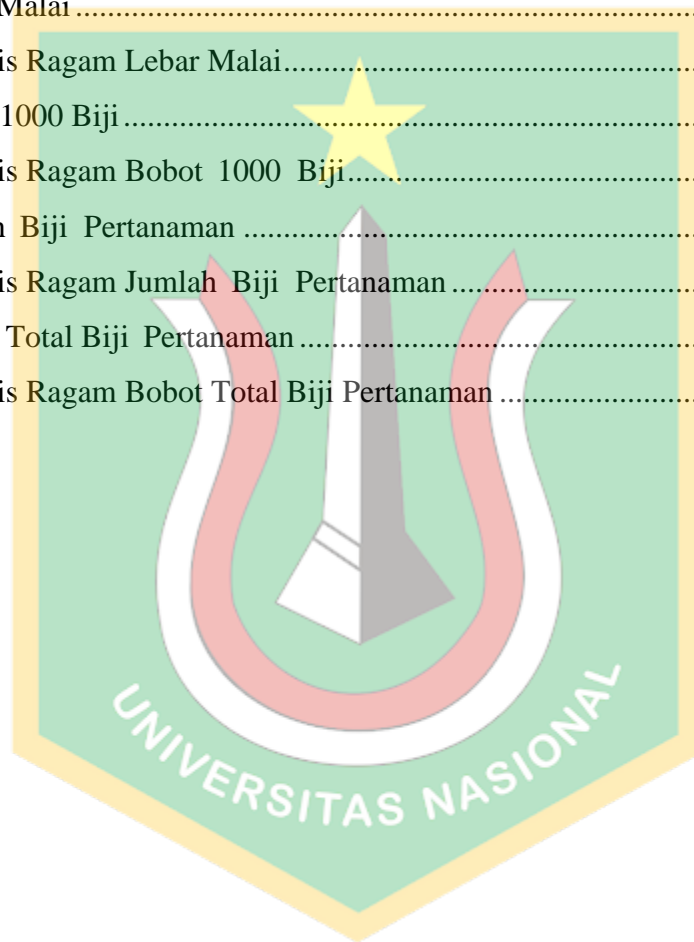 Malai ..........................................................................
is Ragam Lebar Malai..................................................
1000 Biji .....................................................................
is Ragam Bobot 1000 Biji...........................................
Biji Pertanaman .......................................................
is Ragam Jumlah Biji Pertanaman ..............................
Total Biji Pertanaman ................................................
is Ragam Bobot Total Biji Pertanaman ........................
UNIVERSITAS NASIONAL